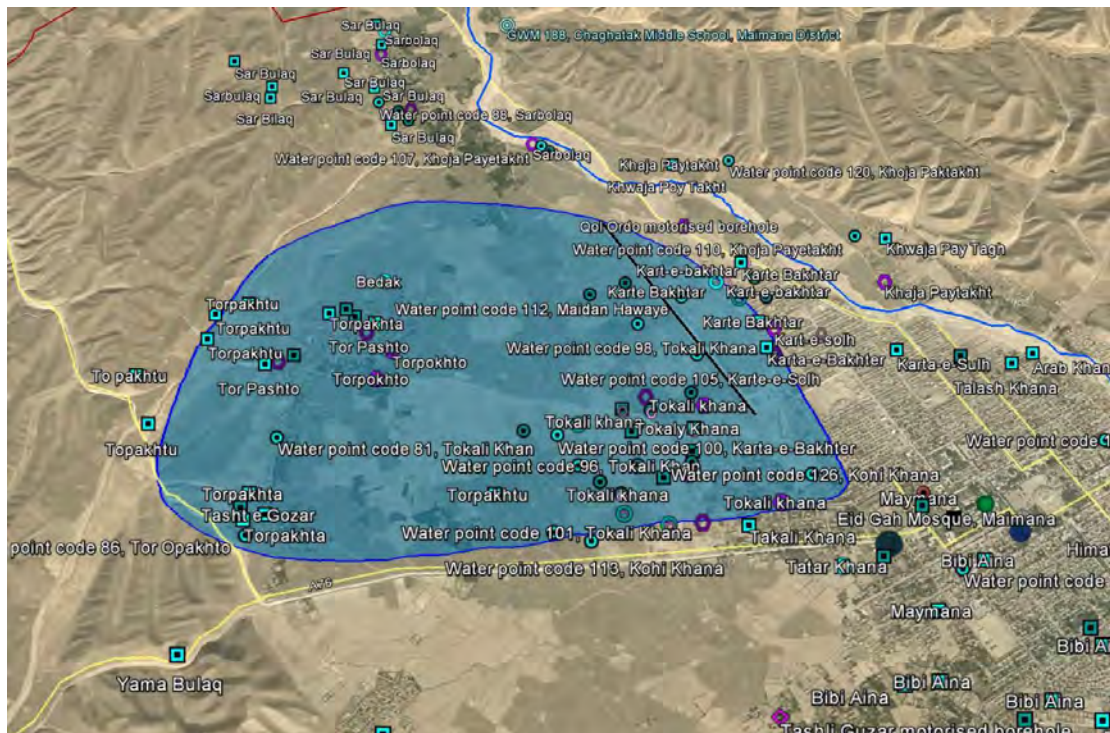 Sar Bulaq
GWM 188, Chaghatak Middle School, Maimana District
Sarbolaq
Sar Bulaq
Sarbolaq
Sar Bulaq
Sar Bulaq
Sarbulaq
Sar Bulaq
Sar Bulaq
Sar Bilaq
Water point code 88, Sarbolaq
Sar Bulaq
Water point code 107, Khoja Payetakht
Sarbolaq
Khaja Paytakht
Water point code 120, Khoja Paktakht
Khwaja Poy Takht
Qol Ordo motorised borehole
Water point code 110, Khoja Payetakht
Khwaja Pay Tagh
Kart-e-bakhtar
Karte Bakhtar
Bedak
Karte Bakhtar
Kart-e-bakhtar
Khaja Paytakht
Torpakhtu
Water point code 112, Maidan Hawaye
Torpakhtu
Torpakhta
Karte Bakhtar
Kart-e-solh
Torpakhtu
Tor Pashto
Water point code 98, Tokali Khana
Karta-e-Bakhter
Torpokhto
Karta-e-Sulh
Arab Khan
To pakhtu
Tor Pashto
Torpokhto
Water point code 105, Karte-e-Solh
Talash Khana
Tokali khana
Topakhtu
Tokali khana
Tokaly Khana
Water point code 81, Tokali Khan
Water point code 100, Karta-e-Bakhter
Water point code
Water point code 96, Tokali Khan
Water point code 126, Kohi Khana
Torpakhta
Torpakhtu
Tokali khana
Tokali khana
Maymana
Tashli Gozar
Eid Gah Mosque, Maimana
Torpakhta
Water point code 101, Tokali Khana
Takali Khana
point code 86, Tor Opakhto
Water point code 113, Kohi Khana
Tatar Khana
Bibi Aina
Hima
Water point code
A76
Maymana
Bibi Ai
Yama Bulaq
Bibi Aina
Bibi Aina
Bibi Aina
Tashli Guzar motorised borehole